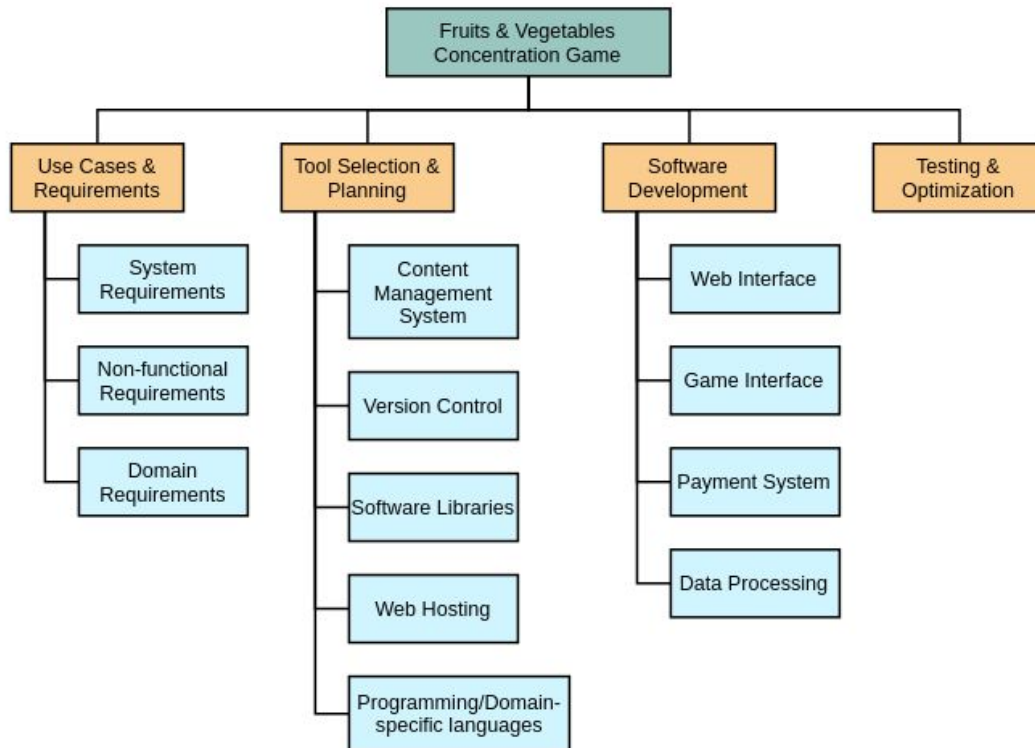 Fruits & Vegetables
Concentration Game
Use Cases &
Requirements
System
Requirements
Non-functional
Requirements
Domain
Requirements
Tool Selection &
Planning
Content
Management
System
Version Control
Software Libraries
Web Hosting
Programming/Domain-
specific languages
Software
Development
Web Interface
Game Interface
Payment System
Data Processing
Testing &
Optimization